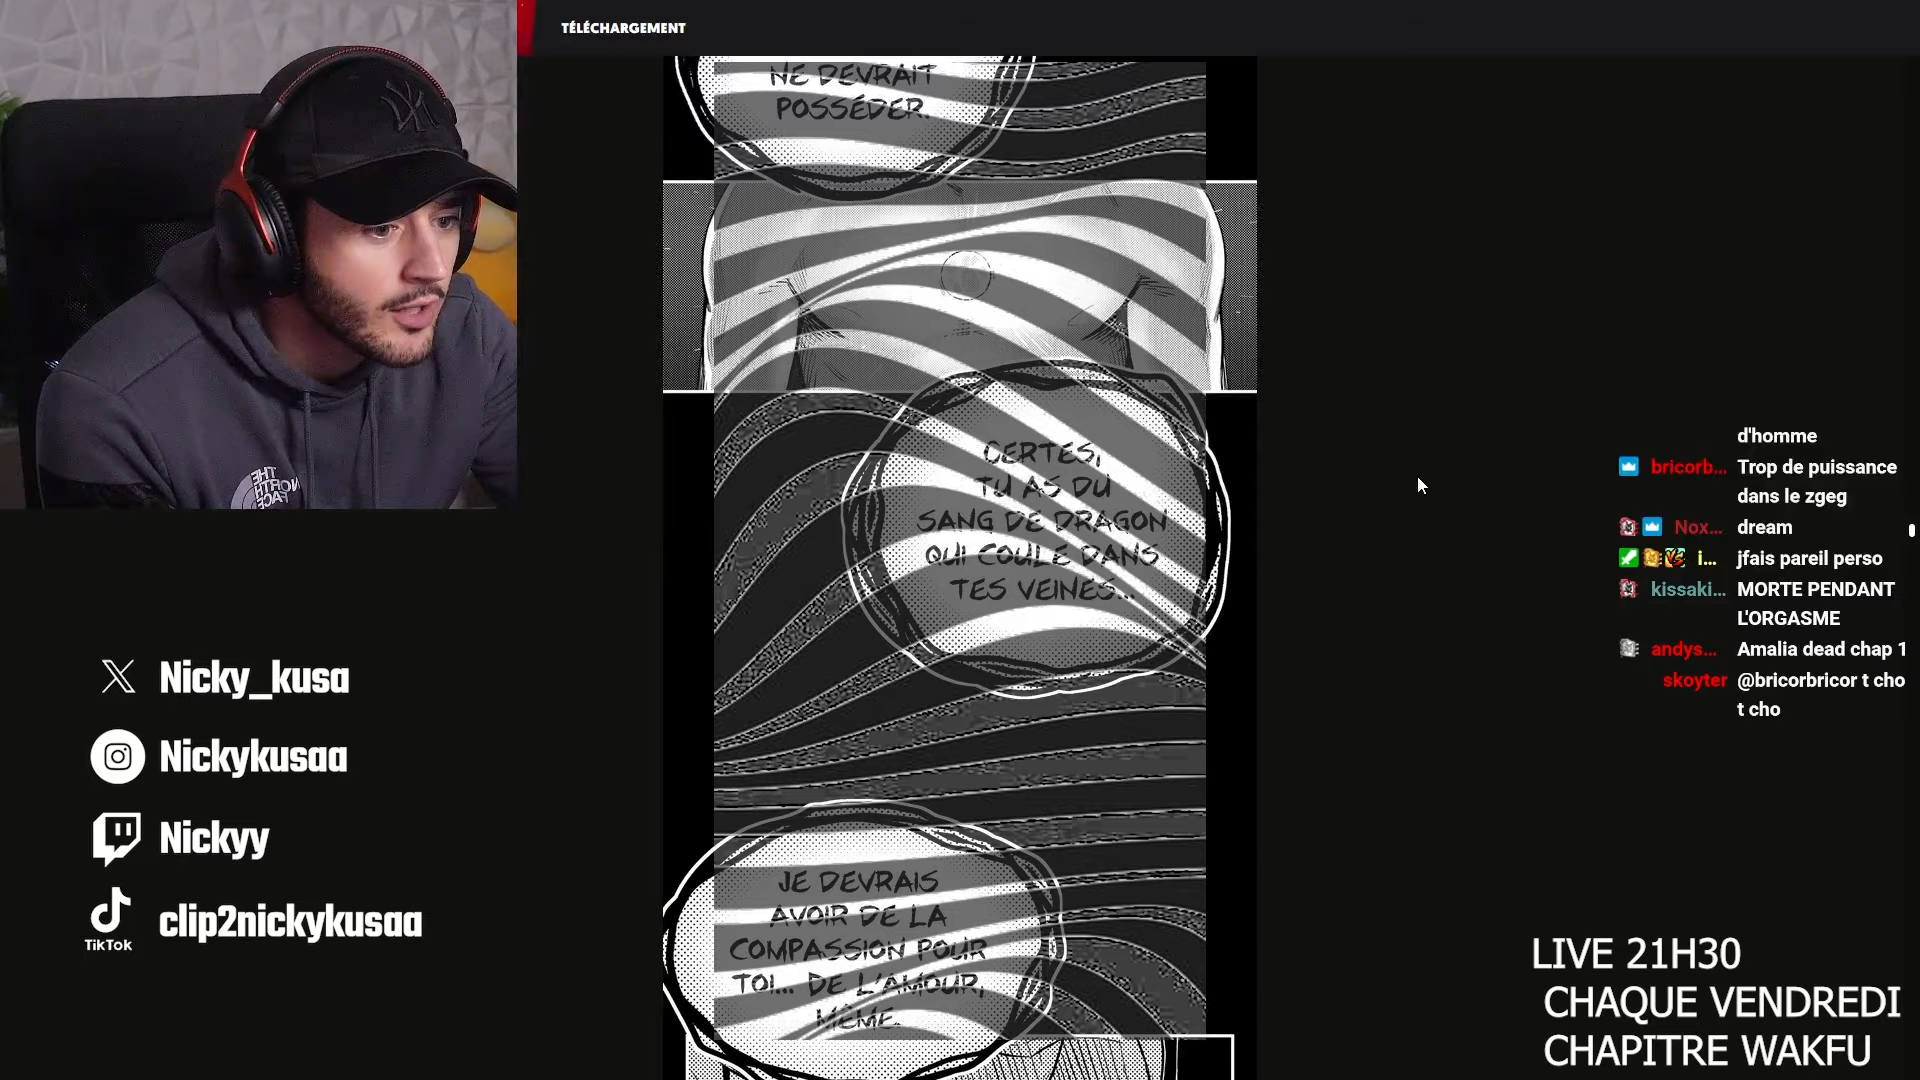 TÉLÉCHARGEMENT
NE DEVRAIT
POSSÉDER.
CERTES,
TU AS DU
SANG DE DRAGON
QUI COULE DANS
TES VEINES...
JE DEVRAIS
AVOIR DE LA
COMPASSION POUR
TOI... DE L'AMOUR,
MÊME.
THE
NORTH
FACE
Nicky_kusa
Nickykusaa
Nickyy
TikTok
clip2nickykusaa
d'homme
bricorb... Trop de puissance
dans le zgeg
Nox... dream
i... jfais pareil perso
kissaki... MORTE PENDANT
L'ORGASME
andys... Amalia dead chap 1
skoyter @bricorbricor t cho
t cho
LIVE 21H30
CHAQUE VENDREDI
CHAPITRE WAKFU